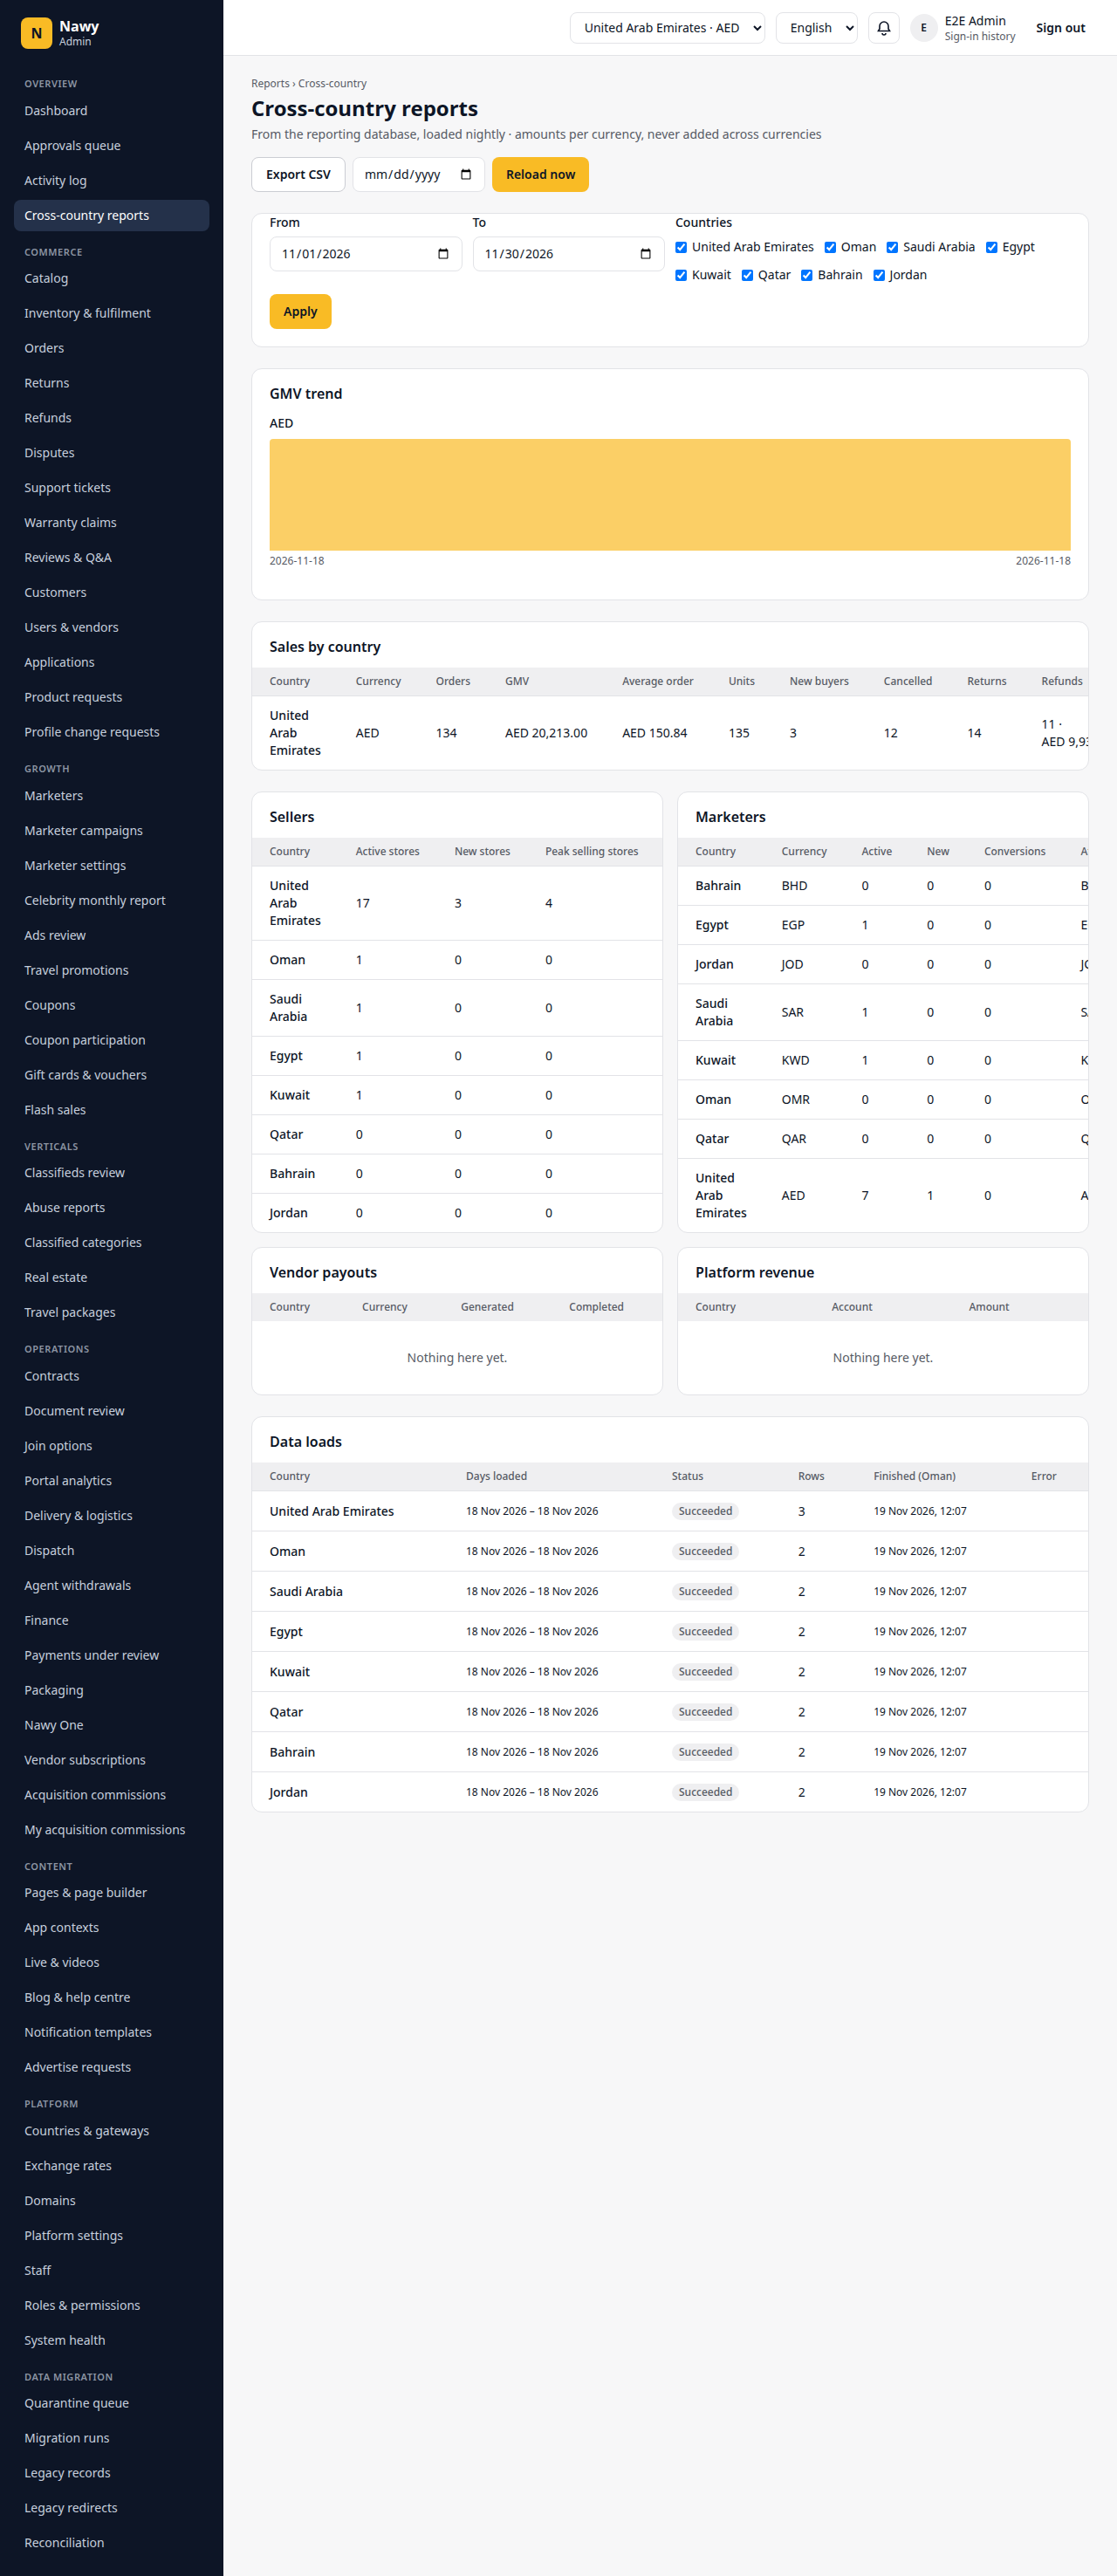 N
Nawy
Admin
OVERVIEW
Dashboard
Approvals queue
Activity log
Cross-country reports
COMMERCE
Catalog
Inventory & fulfilment
Orders
Returns
Refunds
Disputes
Support tickets
Warranty claims
Reviews & Q&A
Customers
Users & vendors
Applications
Product requests
Profile change requests
GROWTH
Marketers
Marketer campaigns
Marketer settings
Celebrity monthly report
Ads review
Travel promotions
Coupons
Coupon participation
Gift cards & vouchers
Flash sales
VERTICALS
Classifieds review
Abuse reports
Classified categories
Real estate
Travel packages
OPERATIONS
Contracts
Document review
Join options
Portal analytics
Delivery & logistics
Dispatch
Agent withdrawals
Finance
Payments under review
Packaging
Nawy One
Vendor subscriptions
Acquisition commissions
My acquisition commissions
CONTENT
Pages & page builder
App contexts
Live & videos
Blog & help centre
Notification templates
Advertise requests
PLATFORM
Countries & gateways
Exchange rates
Domains
Platform settings
Staff
Roles & permissions
System health
DATA MIGRATION
Quarantine queue
Migration runs
Legacy records
Legacy redirects
Reconciliation
United Arab Emirates · AED English E E2E Admin Sign out
Sign-in history
Reports › Cross-country
Cross-country reports
From the reporting database, loaded nightly · amounts per currency, never added across currencies
Export CSV mm/dd/yyyy Reload now
From To Countries
11/01/2026 11/30/2026 United Arab Emirates Oman Saudi Arabia Egypt
Kuwait Qatar Bahrain Jordan
Apply
GMV trend
AED
2026-11-18 2026-11-18
Sales by country
Country Currency Orders GMV Average order Units New buyers Cancelled Returns Refunds
United Arab Emirates AED 134 AED 20,213.00 AED 150.84 135 3 12 14 11 · AED 9,93
Sellers
Country Active stores New stores Peak selling stores
United Arab Emirates 17 3 4
Oman 1 0 0
Saudi Arabia 1 0 0
Egypt 1 0 0
Kuwait 1 0 0
Qatar 0 0 0
Bahrain 0 0 0
Jordan 0 0 0
Marketers
Country Currency Active New Conversions A
Bahrain BHD 0 0 0 B
Egypt EGP 1 0 0 E
Jordan JOD 0 0 0 JO
Saudi Arabia SAR 1 0 0 S
Kuwait KWD 1 0 0 K
Oman OMR 0 0 0 O
Qatar QAR 0 0 0 Q
United Arab Emirates AED 7 1 0 A
Vendor payouts
Country Currency Generated Completed
Nothing here yet.
Platform revenue
Country Account Amount
Nothing here yet.
Data loads
Country Days loaded Status Rows Finished (Oman) Error
United Arab Emirates 18 Nov 2026 – 18 Nov 2026 Succeeded 3 19 Nov 2026, 12:07
Oman 18 Nov 2026 – 18 Nov 2026 Succeeded 2 19 Nov 2026, 12:07
Saudi Arabia 18 Nov 2026 – 18 Nov 2026 Succeeded 2 19 Nov 2026, 12:07
Egypt 18 Nov 2026 – 18 Nov 2026 Succeeded 2 19 Nov 2026, 12:07
Kuwait 18 Nov 2026 – 18 Nov 2026 Succeeded 2 19 Nov 2026, 12:07
Qatar 18 Nov 2026 – 18 Nov 2026 Succeeded 2 19 Nov 2026, 12:07
Bahrain 18 Nov 2026 – 18 Nov 2026 Succeeded 2 19 Nov 2026, 12:07
Jordan 18 Nov 2026 – 18 Nov 2026 Succeeded 2 19 Nov 2026, 12:07